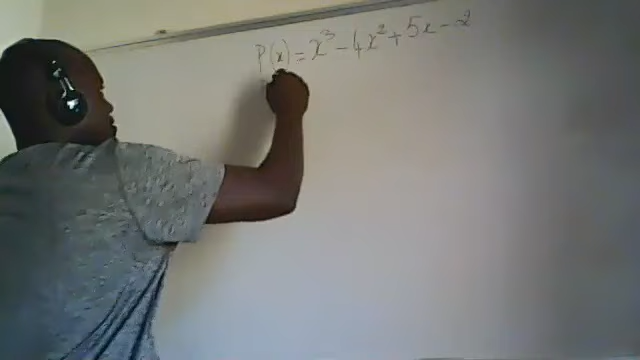 P(x) = x³ - 4x² + 5x - 2